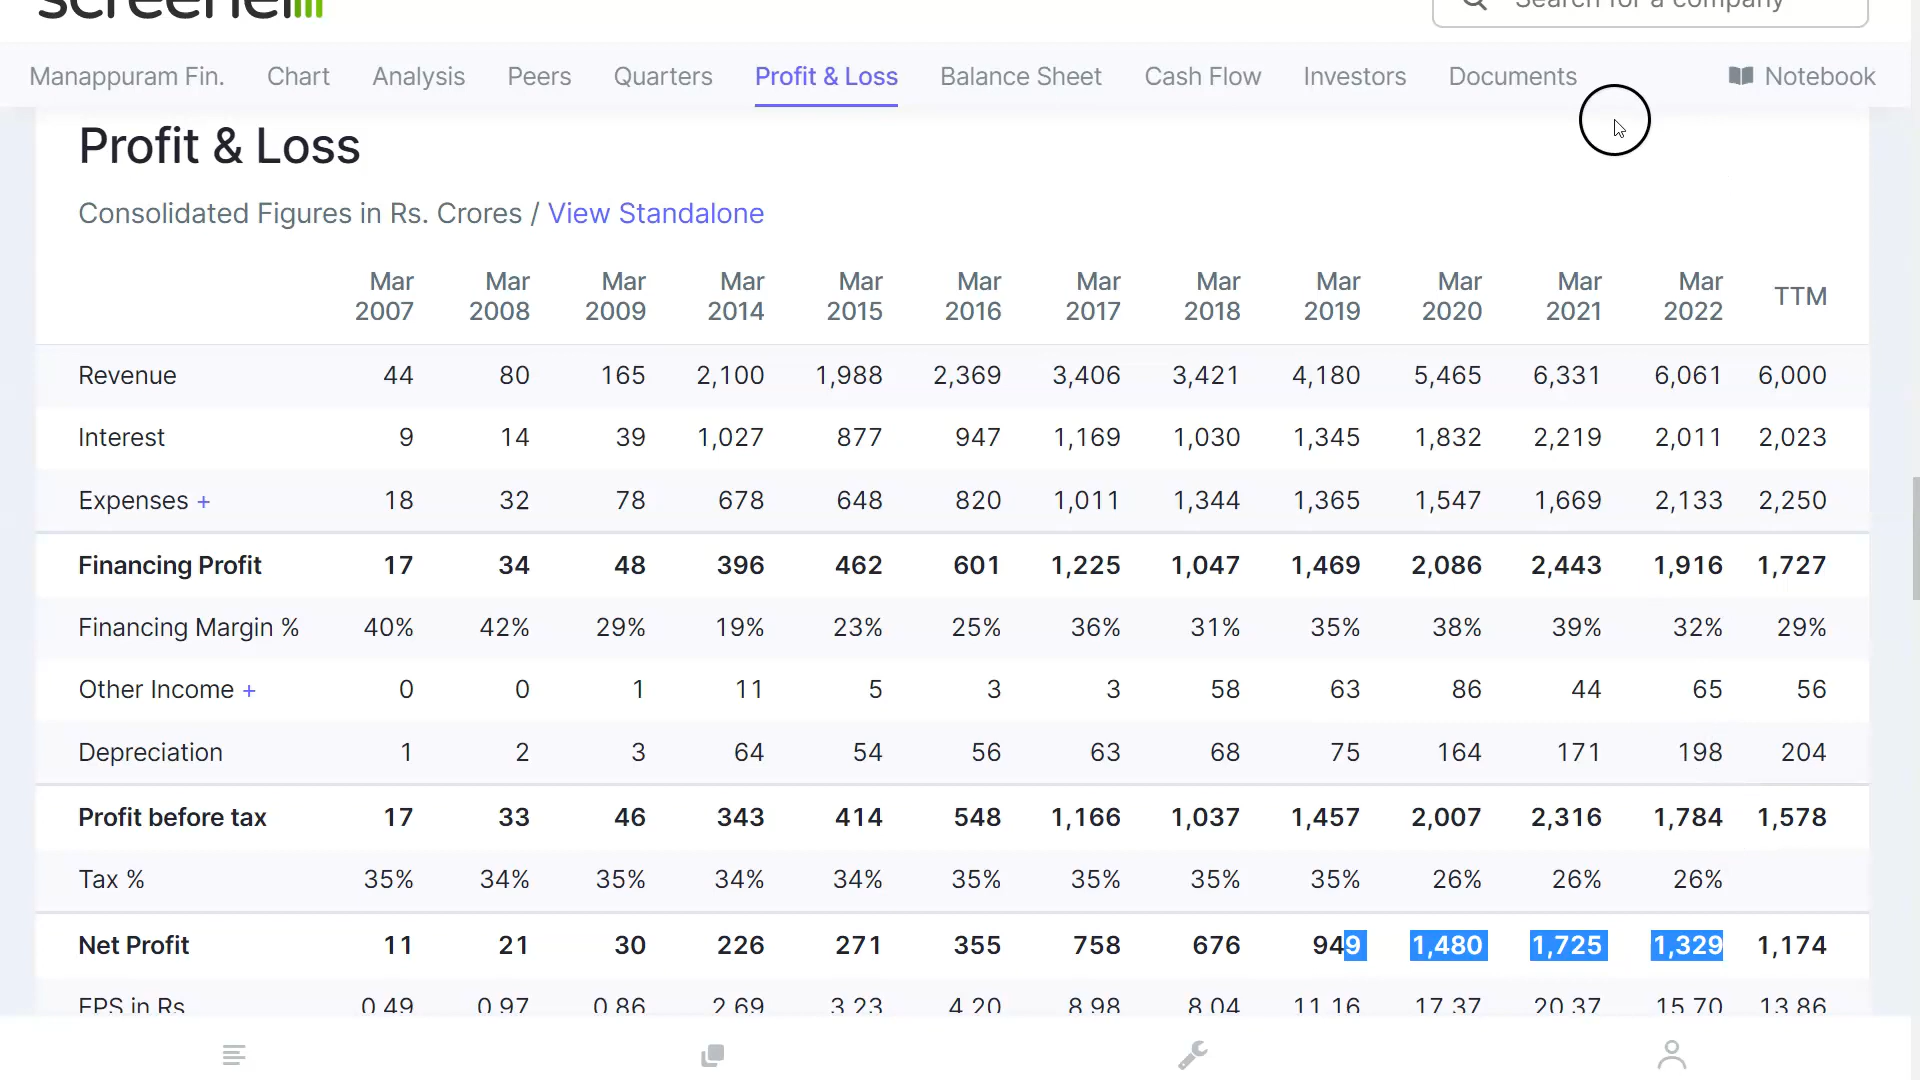 screener
Search for a company
Manappuram Fin. Chart Analysis Peers Quarters Profit & Loss Balance Sheet Cash Flow Investors Documents Notebook
Profit & Loss
Consolidated Figures in Rs. Crores / View Standalone
Mar 2007 Mar 2008 Mar 2009 Mar 2014 Mar 2015 Mar 2016 Mar 2017 Mar 2018 Mar 2019 Mar 2020 Mar 2021 Mar 2022 TTM
Revenue 44 80 165 2,100 1,988 2,369 3,406 3,421 4,180 5,465 6,331 6,061 6,000
Interest 9 14 39 1,027 877 947 1,169 1,030 1,345 1,832 2,219 2,011 2,023
Expenses + 18 32 78 678 648 820 1,011 1,344 1,365 1,547 1,669 2,133 2,250
Financing Profit 17 34 48 396 462 601 1,225 1,047 1,469 2,086 2,443 1,916 1,727
Financing Margin % 40% 42% 29% 19% 23% 25% 36% 31% 35% 38% 39% 32% 29%
Other Income + 0 0 1 11 5 3 3 58 63 86 44 65 56
Depreciation 1 2 3 64 54 56 63 68 75 164 171 198 204
Profit before tax 17 33 46 343 414 548 1,166 1,037 1,457 2,007 2,316 1,784 1,578
Tax % 35% 34% 35% 34% 34% 35% 35% 35% 35% 26% 26% 26%
Net Profit 11 21 30 226 271 355 758 676 949 1,480 1,725 1,329 1,174
EPS in Rs 0.49 0.97 0.86 2.69 3.23 4.20 8.98 8.04 11.16 17.37 20.37 15.70 13.86